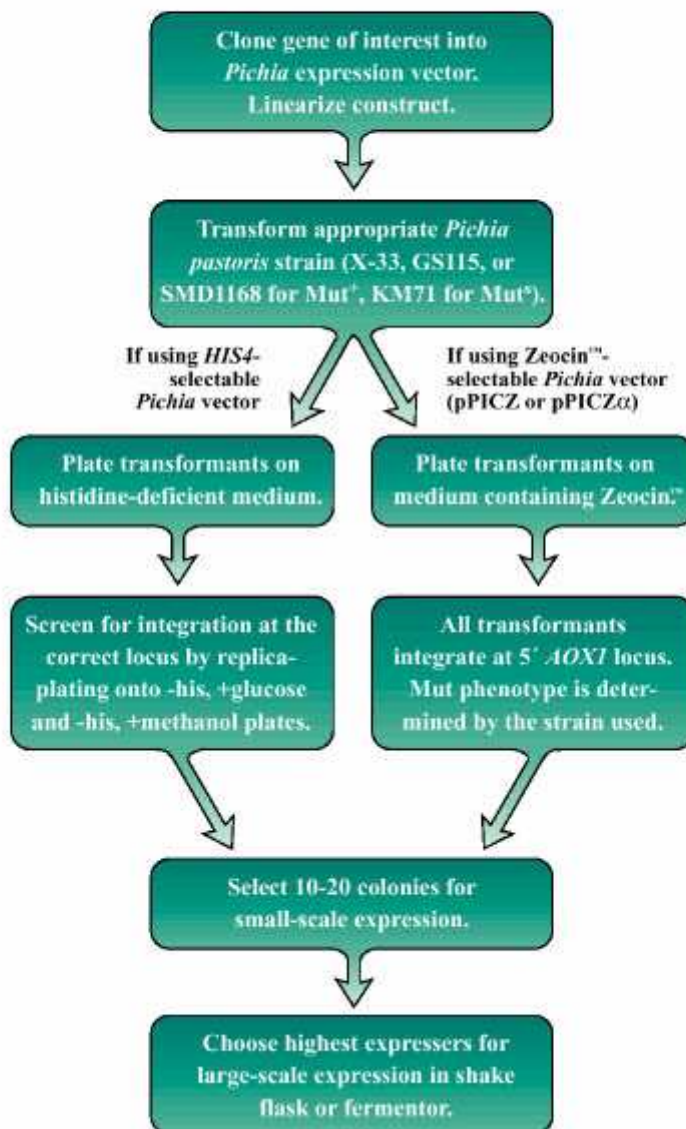 Clone gene of interest into
Pichia expression vector.
Linearize construct.
Transform appropriate Pichia
pastoris strain (X-33, GS115, or
SMD1168 for Mut⁺, KM71 for Mutˢ).
If using HIS4-
selectable
Pichia vector
If using Zeocin™-
selectable Pichia vector
(pPICZ or pPICZα)
Plate transformants on
histidine-deficient medium.
Plate transformants on
medium containing Zeocin.™
Screen for integration at the
correct locus by replica-
plating onto -his, +glucose
and -his, +methanol plates.
All transformants
integrate at 5´ AOX1 locus.
Mut phenotype is deter-
mined by the strain used.
Select 10-20 colonies for
small-scale expression.
Choose highest expressers for
large-scale expression in shake
flask or fermentor.